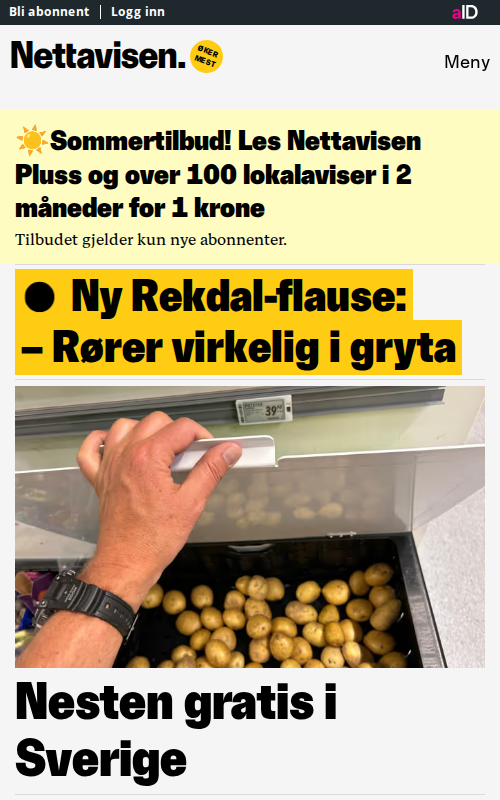 Bli abonnent | Logg inn
aID
Nettavisen.
ØKER
MEST
Meny
☀️Sommertilbud! Les Nettavisen
Pluss og over 100 lokalaviser i 2
måneder for 1 krone
Tilbudet gjelder kun nye abonnenter.
● Ny Rekdal-flause:
– Rører virkelig i gryta
39
Nesten gratis i
Sverige